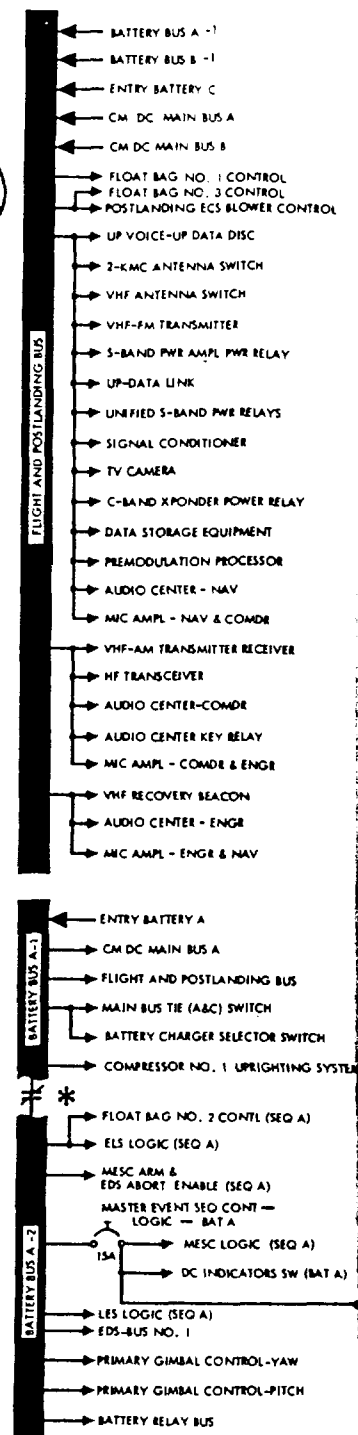 BATTERY BUS A -1
BATTERY BUS B -1
ENTRY BATTERY C
CM DC MAIN BUS A
CM DC MAIN BUS B
FLOAT BAG NO. 1 CONTROL
FLOAT BAG NO. 3 CONTROL
POSTLANDING ECS BLOWER CONTROL
UP VOICE-UP DATA DISC
2-KMC ANTENNA SWITCH
VHF ANTENNA SWITCH
VHF-FM TRANSMITTER
S-BAND PWR AMPL PWR RELAY
UP-DATA LINK
UNIFIED S-BAND PWR RELAYS
SIGNAL CONDITIONER
TV CAMERA
C-BAND XPONDER POWER RELAY
DATA STORAGE EQUIPMENT
PREMODULATION PROCESSOR
AUDIO CENTER - NAV
MIC AMPL - NAV & COMDR
FLIGHT AND POSTLANDING BUS
VHF-AM TRANSMITTER RECEIVER
HF TRANSCEIVER
AUDIO CENTER-COMDR
AUDIO CENTER KEY RELAY
MIC AMPL - COMDR & ENGR
VHF RECOVERY BEACON
AUDIO CENTER - ENGR
MIC AMPL - ENGR & NAV
BATTERY BUS A-1
ENTRY BATTERY A
CM DC MAIN BUS A
FLIGHT AND POSTLANDING BUS
MAIN BUS TIE (A&C) SWITCH
BATTERY CHARGER SELECTOR SWITCH
COMPRESSOR NO. 1 UPRIGHTING SYSTEM
*
BATTERY BUS A-2
FLOAT BAG NO. 2 CONTL (SEQ A)
ELS LOGIC (SEQ A)
MESC ARM &
EDS ABORT ENABLE (SEQ A)
MASTER EVENT SEQ CONT —
LOGIC — BAT A
15A
MESC LOGIC (SEQ A)
DC INDICATORS SW (BAT A)
LES LOGIC (SEQ A)
EDS-BUS NO. 1
PRIMARY GIMBAL CONTROL-YAW
PRIMARY GIMBAL CONTROL-PITCH
BATTERY RELAY BUS